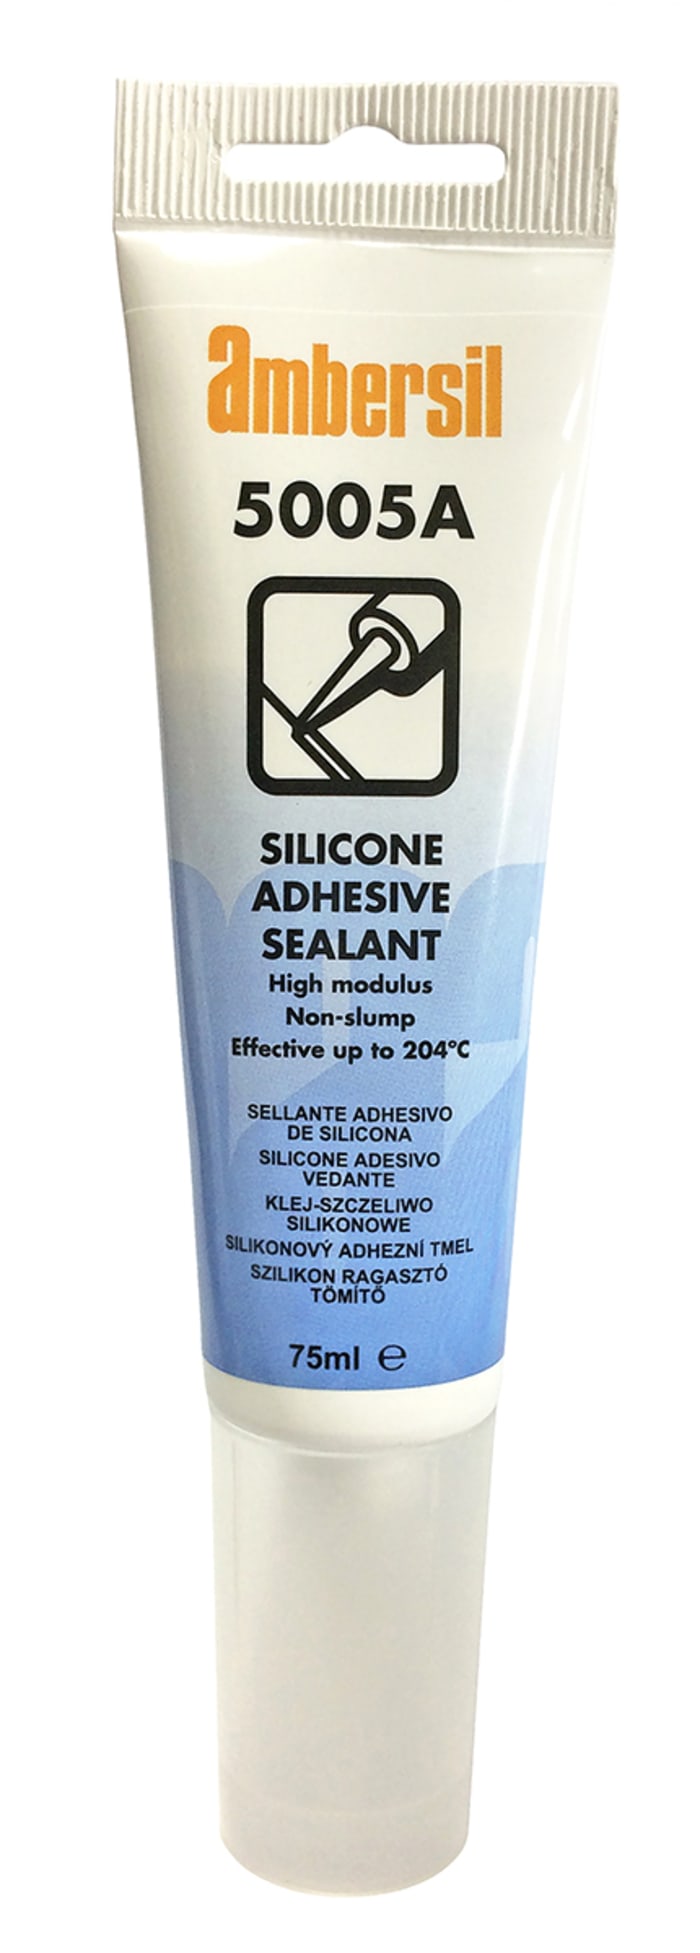 ambersil
5005A
SILICONE
ADHESIVE
SEALANT
High modulus
Non-slump
Effective up to 204°C
SELLANTE ADHESIVO
DE SILICONA
SILICONE ADESIVO
VEDANTE
KLEJ-SZCZELIWO
SILIKONOWE
SILIKONOVÝ ADHEZNÍ TMEL
SZILIKON RAGASZTÓ
TÖMÍTŐ
75ml ℮